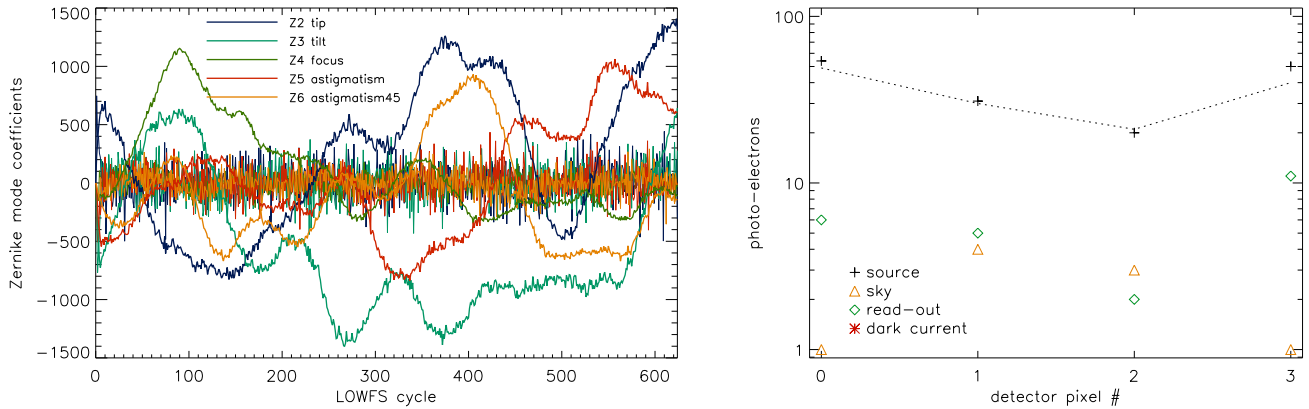 1500
1000
500
0
−500
−1000
−1500
Zernike mode coefficients
Z2 tip
Z3 tilt
Z4 focus
Z5 astigmatism
Z6 astigmatism45
0 100 200 300 400 500 600
LOWFS cycle
100
10
1
photo−electrons
source
sky
read−out
dark current
0 1 2 3
detector pixel #